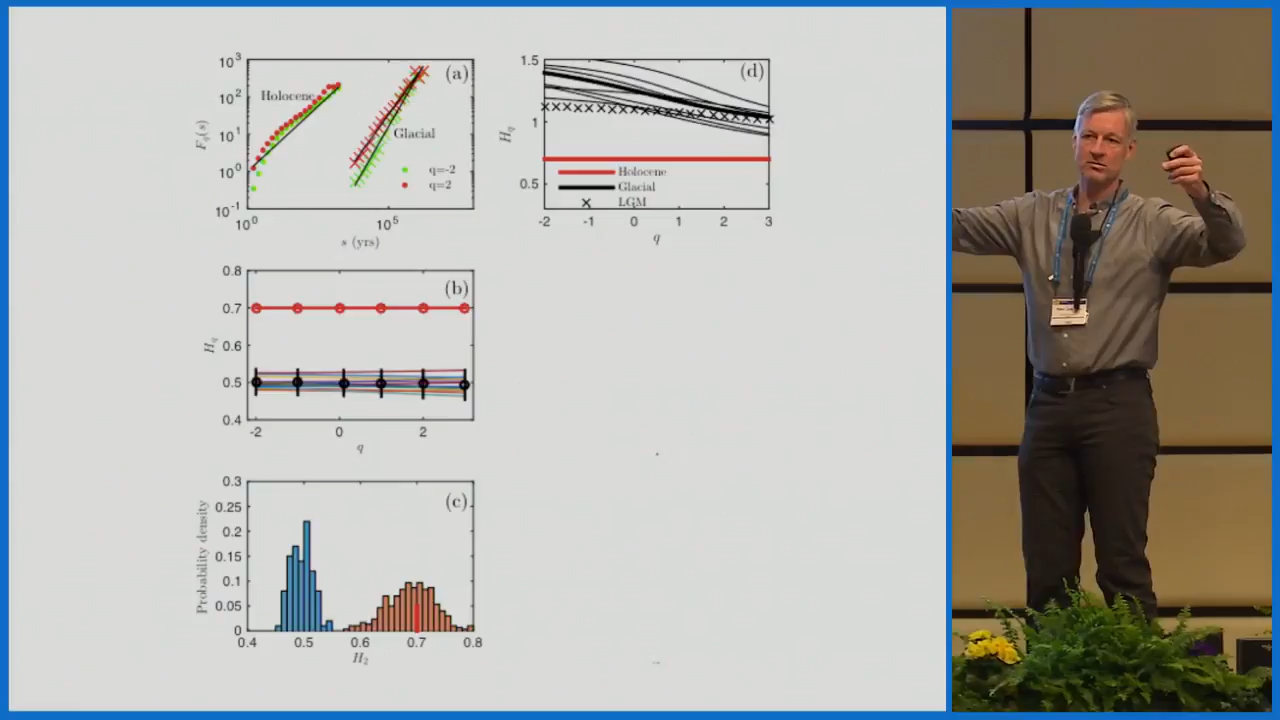 (a)
10^3
10^2
10^1
10^0
10^-1
F_q(s)
Holocene
Glacial
q=-2
q=2
10^0
10^5
s (yrs)
(d)
1.5
1
0.5
H_q
Holocene
Glacial
LGM
-2 -1 0 1 2 3
q
(b)
0.8
0.7
0.6
0.5
0.4
H_q
-2 0 2
q
(c)
0.3
0.25
0.2
0.15
0.1
0.05
0
Probability density
0.4 0.5 0.6 0.7 0.8
H_2